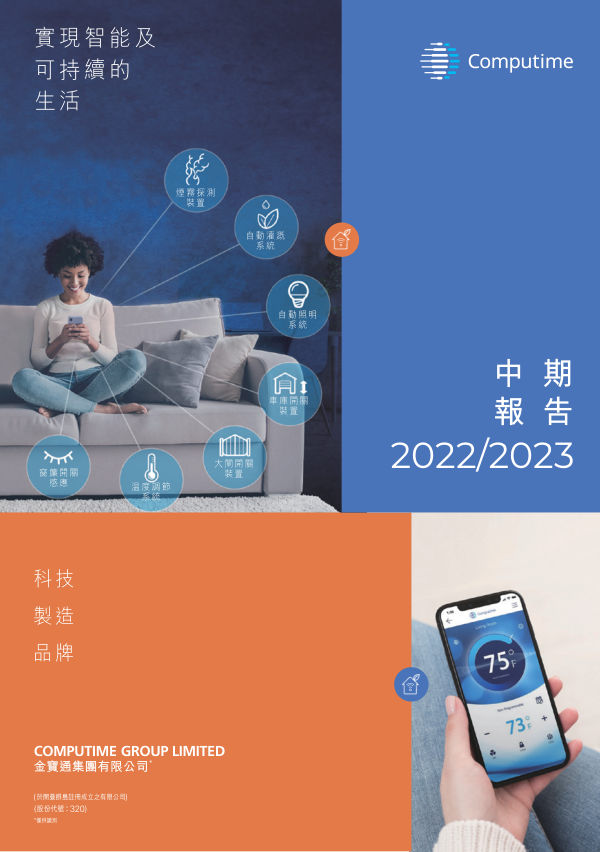 實現智能及
可持續的
生活
Computime
煙霧探測
裝置
自動灌溉
系統
自動照明
系統
車庫開關
裝置
大閘開關
裝置
溫度調節
系統
窗簾開關
感應
中期
報告
2022/2023
科技
製造
品牌
Computime
Living Room
75°F
73°F
COMPUTIME GROUP LIMITED
金寶通集團有限公司*
(於開曼群島註冊成立之有限公司)
(股份代號：320)
*僅供識別